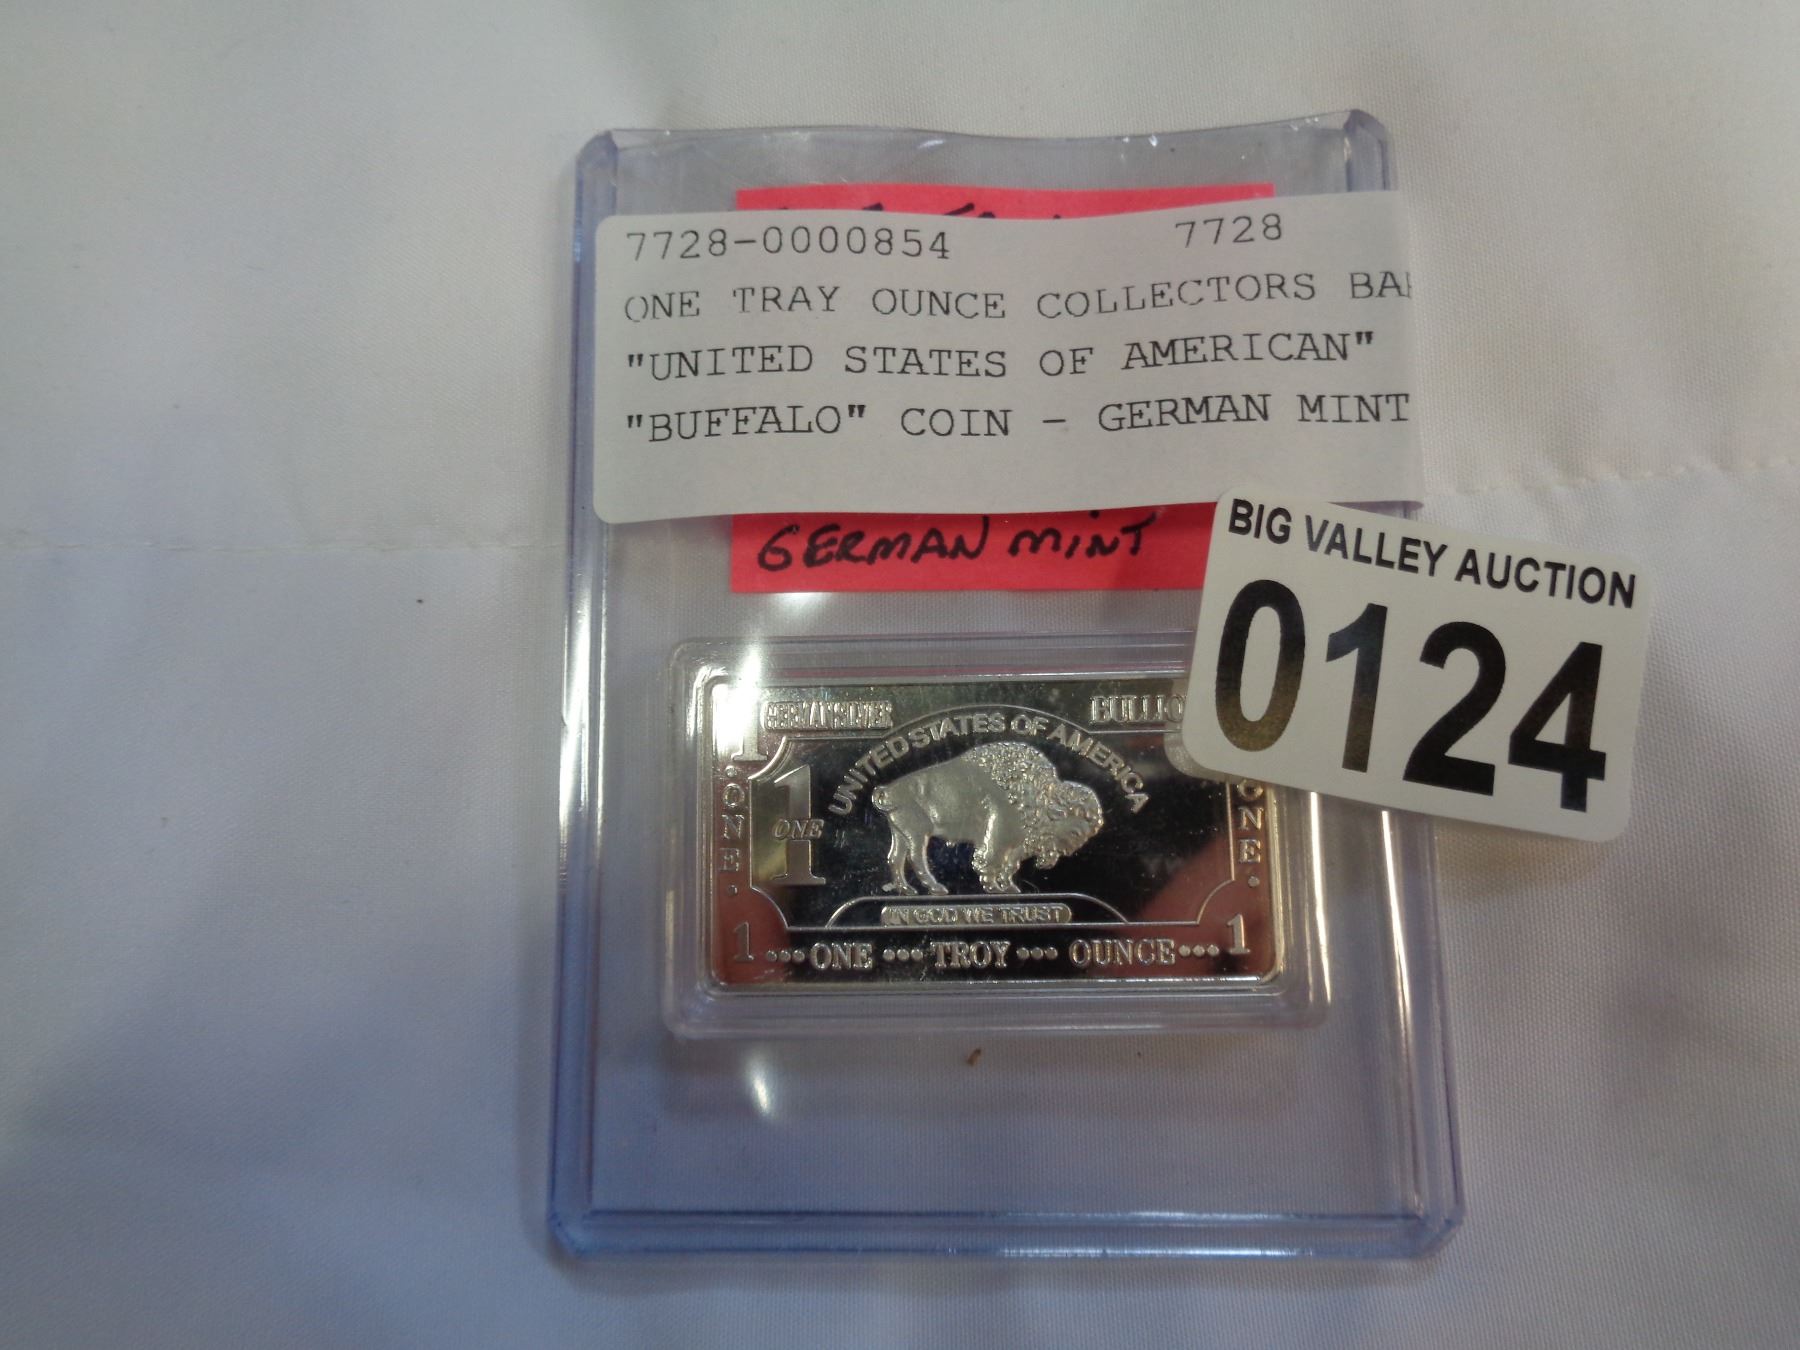 7728-0000854 7728
ONE TRAY OUNCE COLLECTORS
"UNITED STATES OF AMERICAN"
"BUFFALO" COIN - GERMAN MINT
GERMAN MINT
BIG VALLEY AUCTION
0124
GERMAN SILVER
1
UNITED STATES OF AMERICA
1
ONE
ONE
ONE
IN GOD WE TRUST
1 ••• ONE ••• TROY ••• OUNCE ••• 1